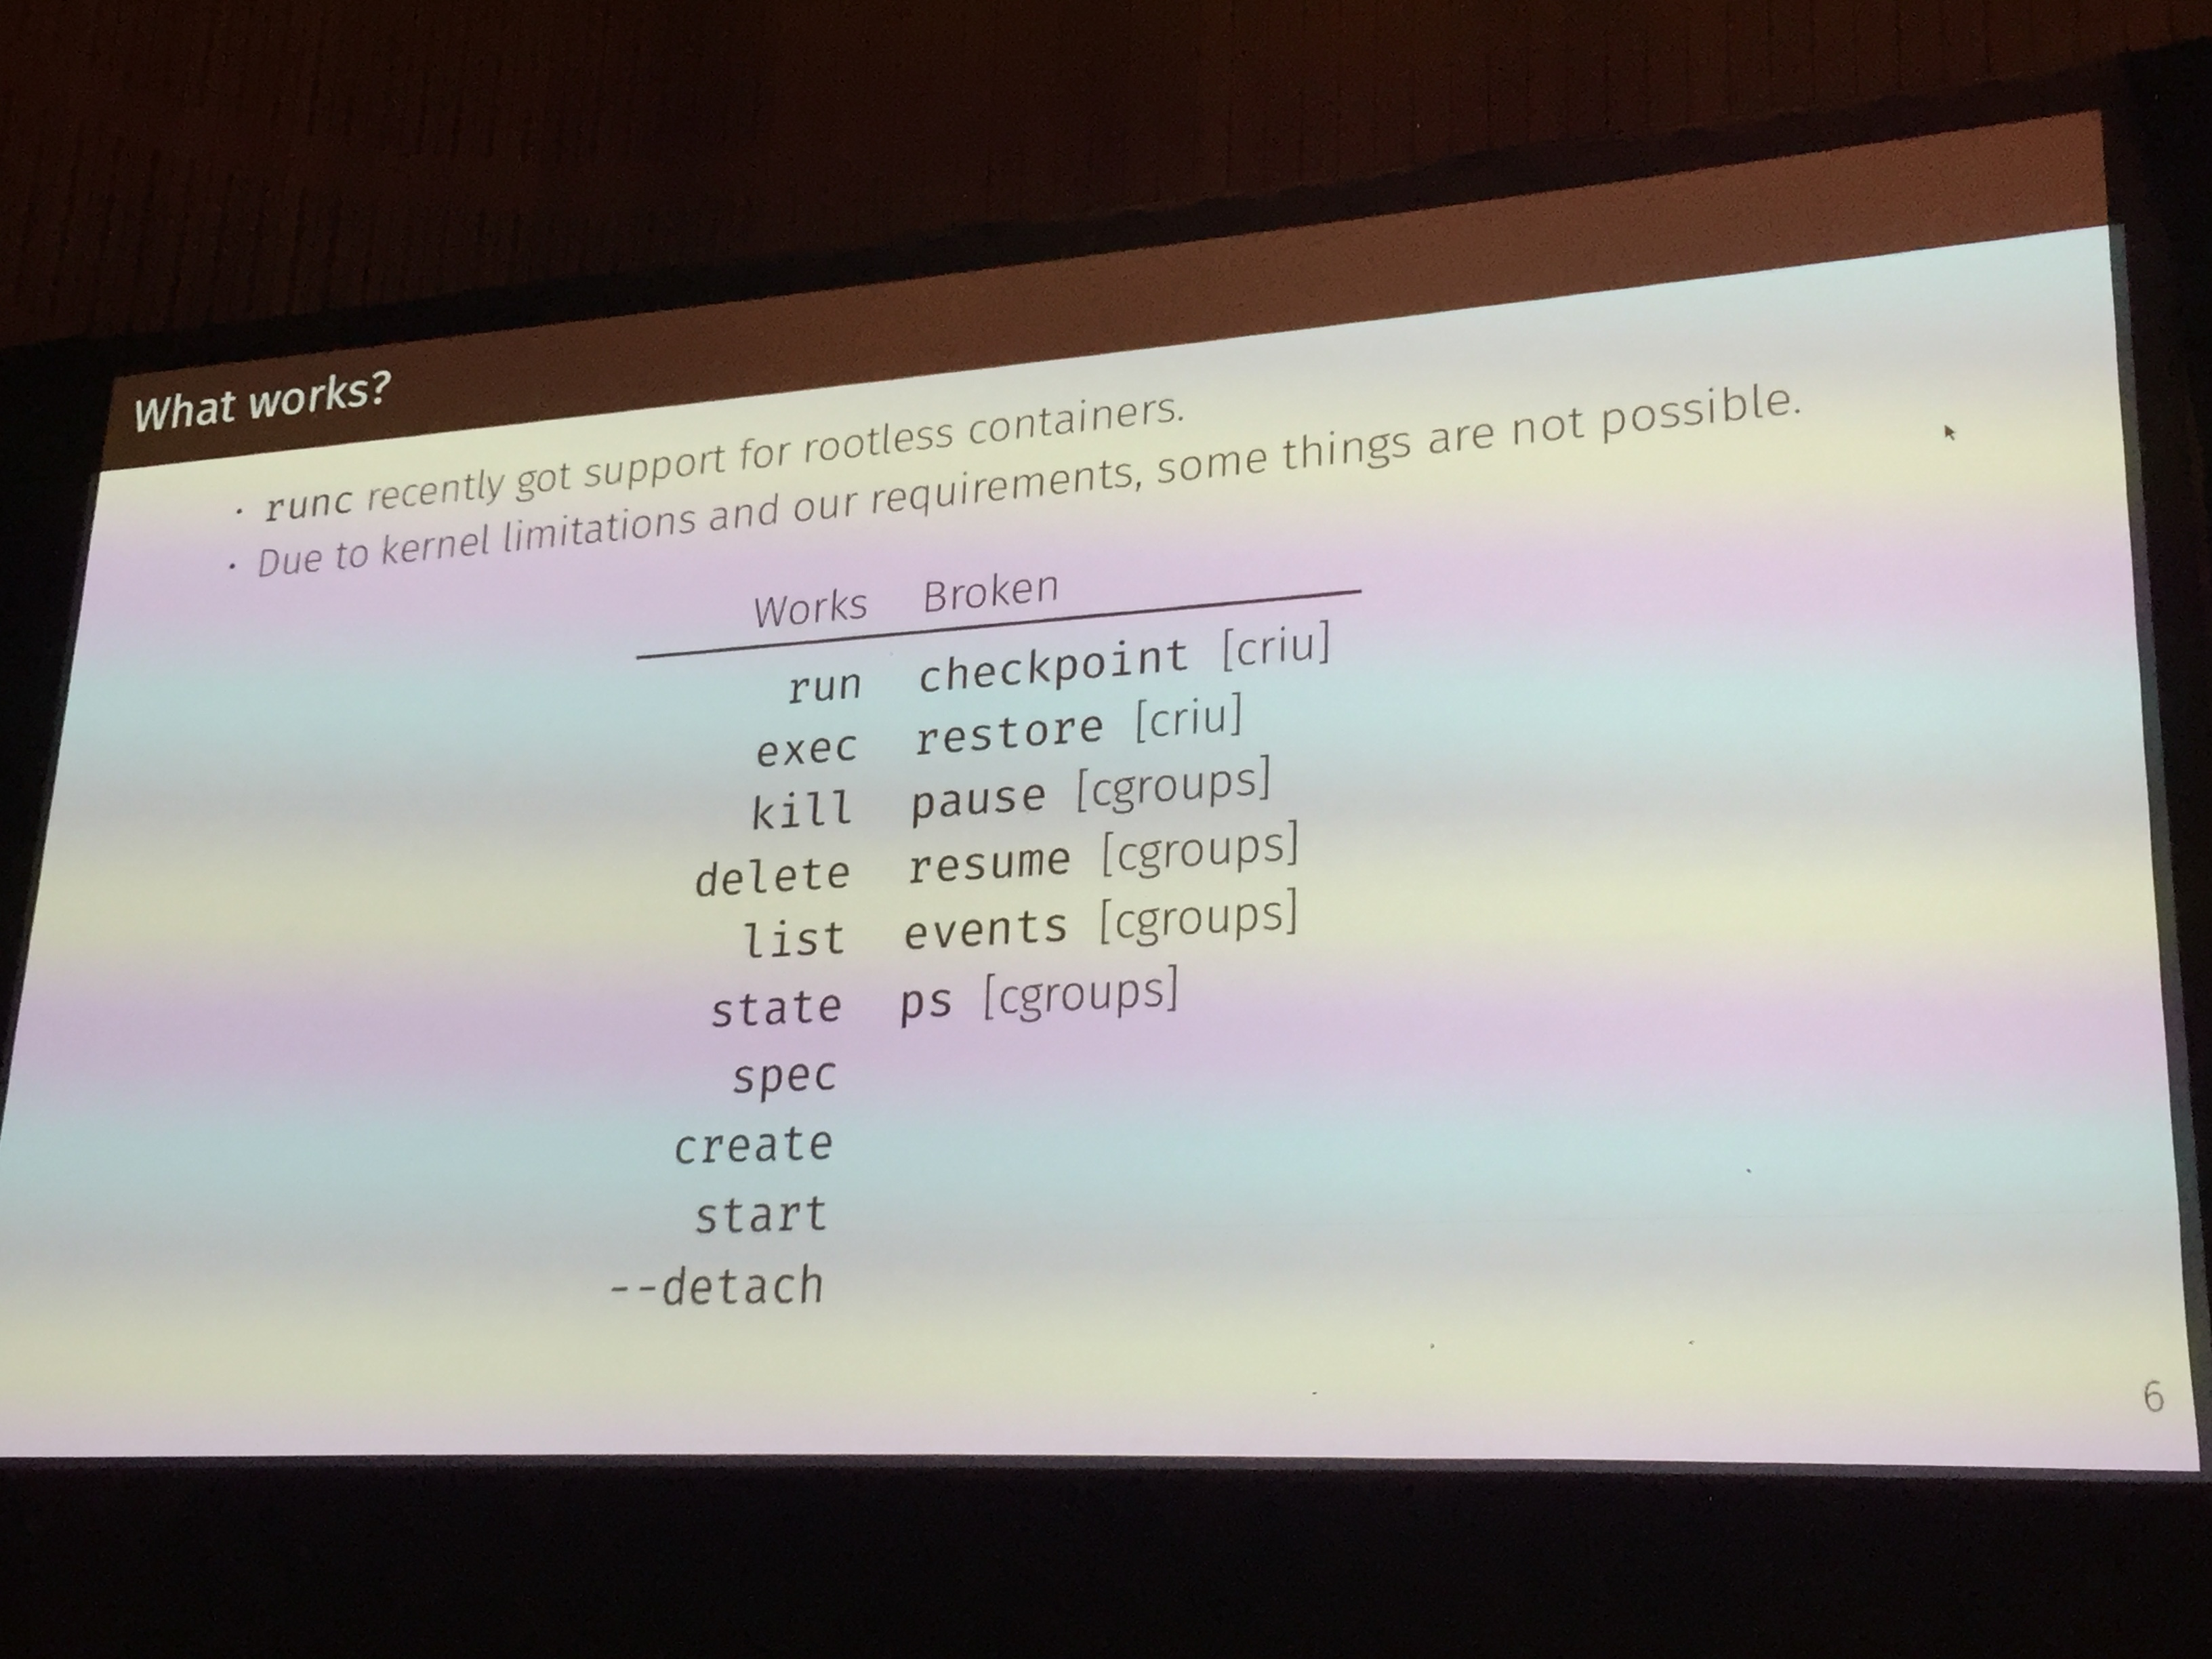 What works?
· runc recently got support for rootless containers.
· Due to kernel limitations and our requirements, some things are not possible.
Works Broken
run checkpoint [criu]
exec restore [criu]
kill pause [cgroups]
delete resume [cgroups]
list events [cgroups]
state ps [cgroups]
spec
create
start
--detach
6